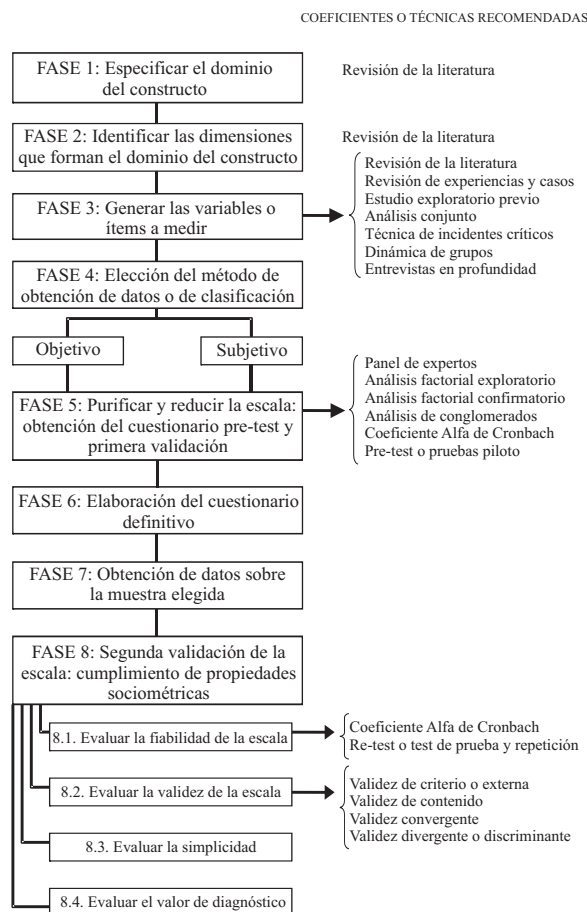 COEFICIENTES O TÉCNICAS RECOMENDADAS
FASE 1: Especificar el dominio
del constructo
Revisión de la literatura
FASE 2: Identificar las dimensiones
que forman el dominio del constructo
Revisión de la literatura
FASE 3: Generar las variables o
ítems a medir
Revisión de la literatura
Revisión de experiencias y casos
Estudio exploratorio previo
Análisis conjunto
Técnica de incidentes críticos
Dinámica de grupos
Entrevistas en profundidad
FASE 4: Elección del método de
obtención de datos o de clasificación
Objetivo
Subjetivo
FASE 5: Purificar y reducir la escala:
obtención del cuestionario pre-test y
primera validación
Panel de expertos
Análisis factorial exploratorio
Análisis factorial confirmatorio
Análisis de conglomerados
Coeficiente Alfa de Cronbach
Pre-test o pruebas piloto
FASE 6: Elaboración del cuestionario
definitivo
FASE 7: Obtención de datos sobre
la muestra elegida
FASE 8: Segunda validación de la
escala: cumplimiento de propiedades
sociométricas
8.1. Evaluar la fiabilidad de la escala
Coeficiente Alfa de Cronbach
Re-test o test de prueba y repetición
8.2. Evaluar la validez de la escala
Validez de criterio o externa
Validez de contenido
Validez convergente
Validez divergente o discriminante
8.3. Evaluar la simplicidad
8.4. Evaluar el valor de diagnóstico